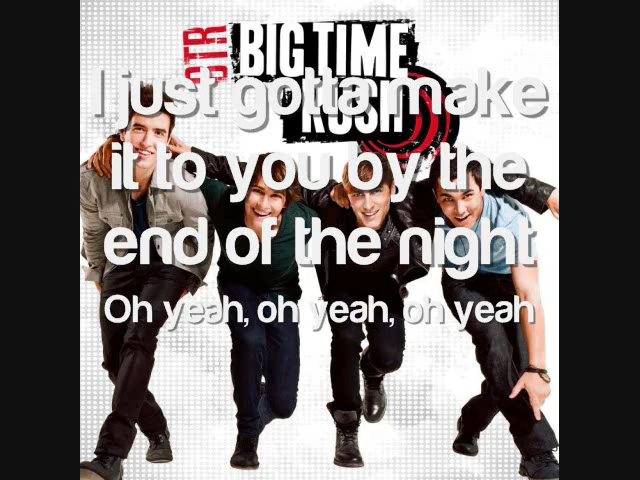 BTR
BIG TIME
RUSH
I just gotta make
it to you by the
end of the night
Oh yeah, oh yeah, oh yeah